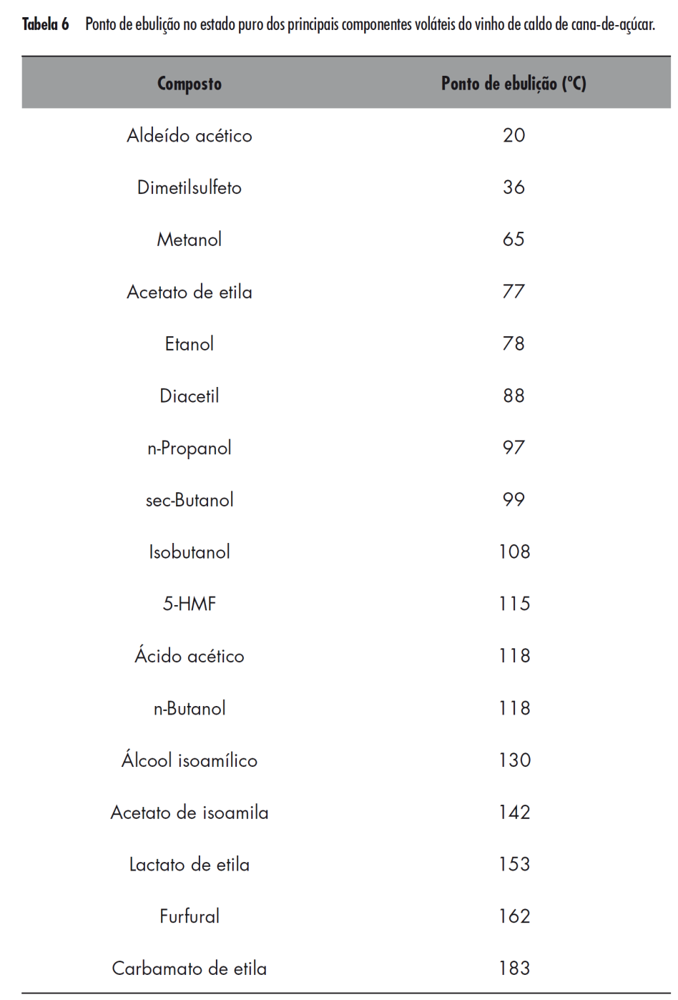 Tabela 6 Ponto de ebulição no estado puro dos principais componentes voláteis do vinho de caldo de cana-de-açúcar.
Composto Ponto de ebulição (ºC)
Aldeído acético 20
Dimetilsulfeto 36
Metanol 65
Acetato de etila 77
Etanol 78
Diacetil 88
n-Propanol 97
sec-Butanol 99
Isobutanol 108
5-HMF 115
Ácido acético 118
n-Butanol 118
Álcool isoamílico 130
Acetato de isoamila 142
Lactato de etila 153
Furfural 162
Carbamato de etila 183